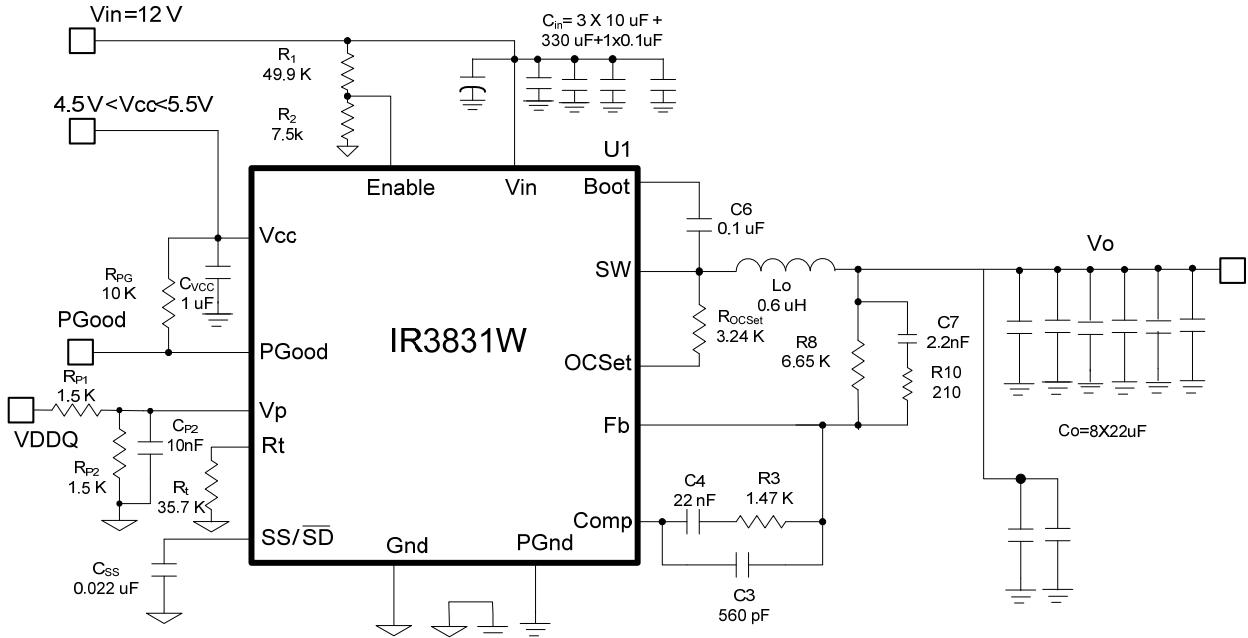 Vin=12 V
Cin= 3 X 10 uF +
330 uF+1x0.1uF
R1
49.9 K
4.5 V<Vcc<5.5V
R2
7.5k
U1
Enable
Vin
Boot
C6
0.1 uF
Vcc
SW
Vo
Lo
0.6 uH
RPG
10 K
CVCC
1 uF
PGood
PGood
IR3831W
ROCSet
3.24 K
OCSet
R8
6.65 K
C7
2.2nF
R10
210
RP1
1.5 K
VDDQ
Vp
CP2
10nF
Fb
Co=8X22uF
RP2
1.5 K
Rt
Rt
35.7 K
C4
22 nF
R3
1.47 K
Comp
SS/SD
Gnd
PGnd
CSS
0.022 uF
C3
560 pF